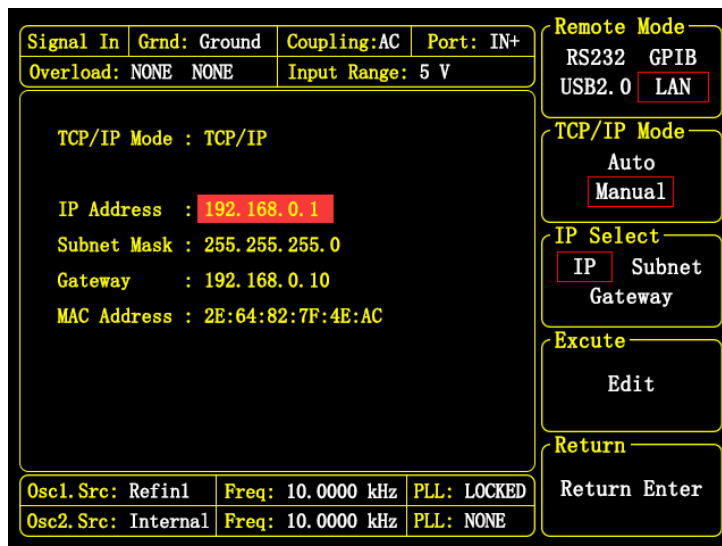 Signal In Grnd: Ground Coupling:AC Port: IN+
Overload: NONE NONE Input Range: 5 V
TCP/IP Mode : TCP/IP
IP Address : 192.168.0.1
Subnet Mask : 255.255.255.0
Gateway : 192.168.0.10
MAC Address : 2E:64:82:7F:4E:AC
Osc1.Src: Refin1 Freq: 10.0000 kHz PLL: LOCKED
Osc2.Src: Internal Freq: 10.0000 kHz PLL: NONE
Remote Mode
RS232 GPIB
USB2.0 LAN
TCP/IP Mode
Auto
Manual
IP Select
IP Subnet
Gateway
Excute
Edit
Return
Return Enter